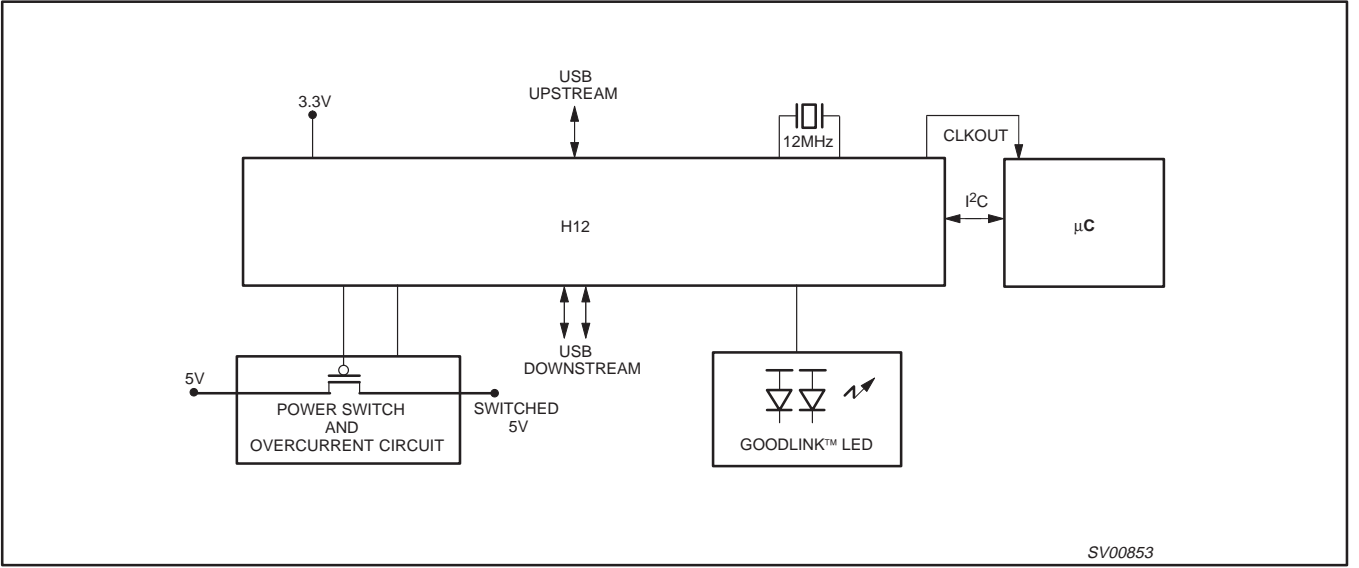 USB
UPSTREAM
3.3V
12MHz
CLKOUT
I²C
H12
μC
USB
DOWNSTREAM
5V
SWITCHED
5V
POWER SWITCH
AND
OVERCURRENT CIRCUIT
GOODLINK™ LED
SV00853